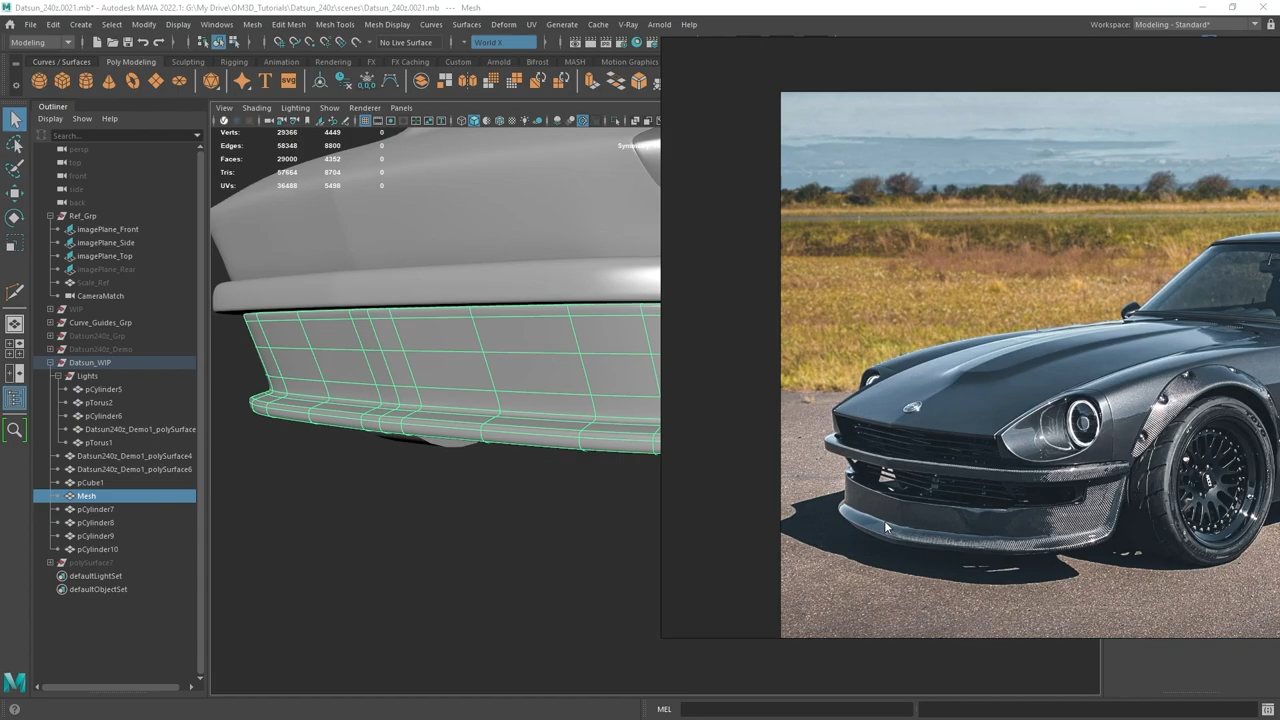 Datsun_240z.0021.mb* - Autodesk MAYA 2022.1: G:\My Drive\OM3D_Tutorials\Datsun_240z\scenes\Datsun_240z.0021.mb --- Mesh
File Edit Create Select Modify Display Windows Mesh Edit Mesh Mesh Tools Mesh Display Curves Surfaces Deform UV Generate Cache V-Ray Arnold Help
Workspace: Modeling - Standard*
Modeling No Live Surface World X
Curves / Surfaces Poly Modeling Sculpting Rigging Animation Rendering FX FX Caching Custom Arnold Bifrost MASH Motion Graphics
Outliner
Display Show Help
Search...
View Shading Lighting Show Renderer Panels
Verts: 29366 4449 0
Edges: 58348 8800 0
Faces: 29000 4352 0
Tris: 57664 8704 0
UVs: 36488 5498 0
persp
top
front
side
back
Ref_Grp
imagePlane_Front
imagePlane_Side
imagePlane_Top
imagePlane_Rear
Scale_Ref
CameraMatch
WIP
Curve_Guides_Grp
Datsun240z_Grp
Datsun240z_Demo
Datsun_WIP
Lights
pCylinder5
pTorus2
pCylinder6
Datsun240z_Demo1_polySurface
pTorus1
Datsun240z_Demo1_polySurface4
Datsun240z_Demo1_polySurface6
pCube1
Mesh
pCylinder7
pCylinder8
pCylinder9
pCylinder10
polySurface7
defaultLightSet
defaultObjectSet
MEL